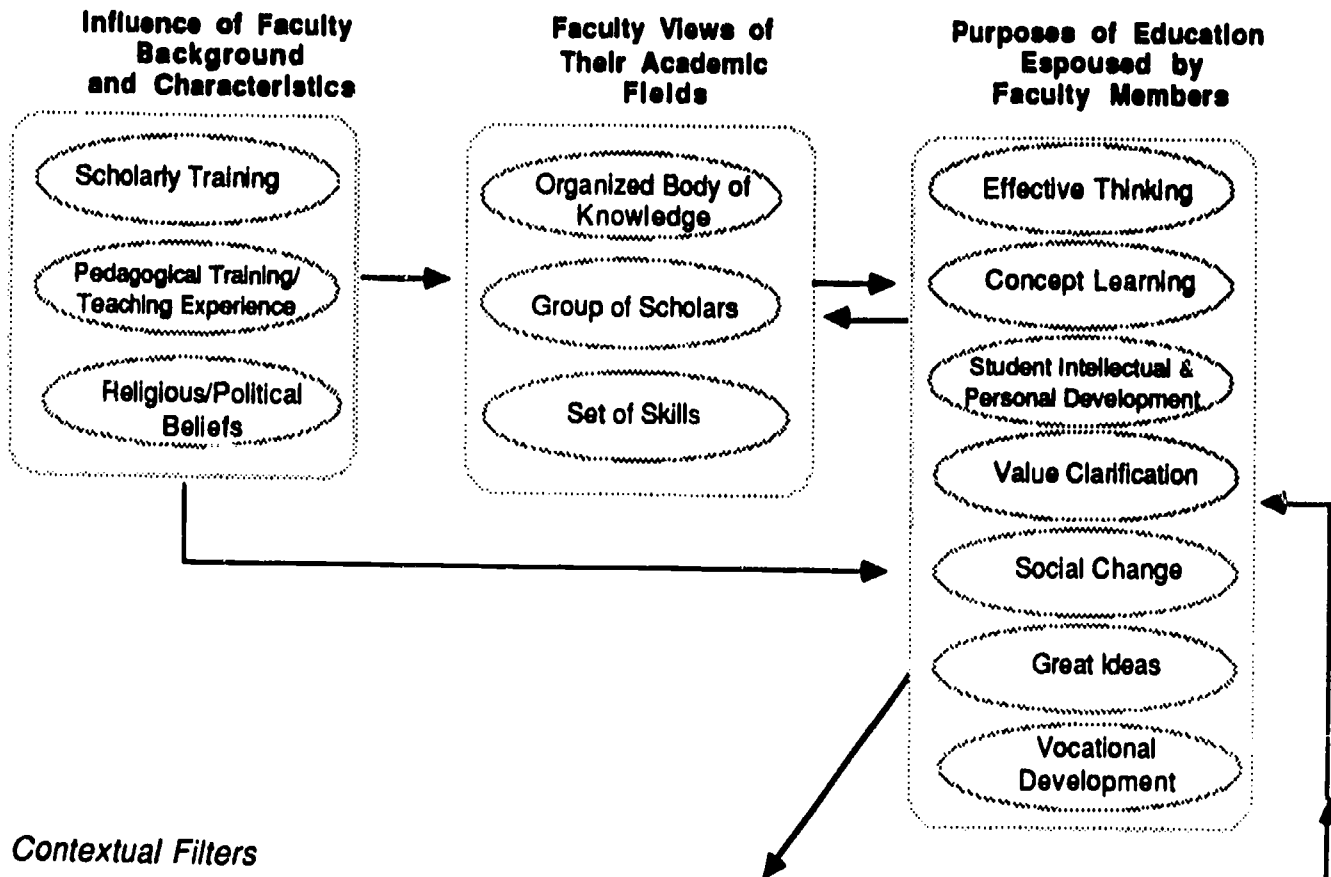 Influence of Faculty
Background
and Characteristics
Scholarly Training
Pedagogical Training/
Teaching Experience
Religious/Political
Beliefs
Faculty Views of
Their Academic
Fields
Organized Body of
Knowledge
Group of Scholars
Set of Skills
Purposes of Education
Espoused by
Faculty Members
Effective Thinking
Concept Learning
Student Intellectual &
Personal Development
Value Clarification
Social Change
Great Ideas
Vocational
Development
Contextual Filters